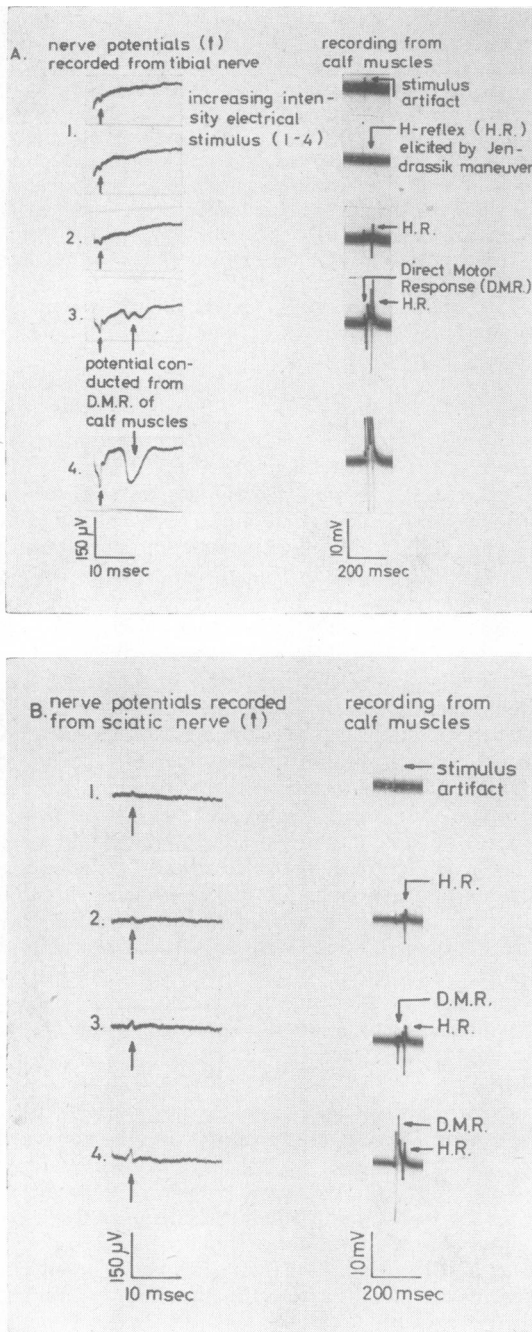 A.
nerve potentials (↑)
recorded from tibial nerve
recording from
calf muscles
1.
increasing inten-
sity electrical
stimulus (1-4)
stimulus
artifact
H-reflex (H.R.)
elicited by Jen-
drassik maneuver
2.
H.R.
3.
Direct Motor
Response (D.M.R.)
H.R.
potential con-
ducted from
D.M.R. of
calf muscles
4.
150 µV
10 msec
10 mV
200 msec
B.
nerve potentials recorded
from sciatic nerve (↑)
recording from
calf muscles
1.
stimulus
artifact
2.
H.R.
3.
D.M.R.
H.R.
4.
D.M.R.
H.R.
150 µV
10 msec
10 mV
200 msec